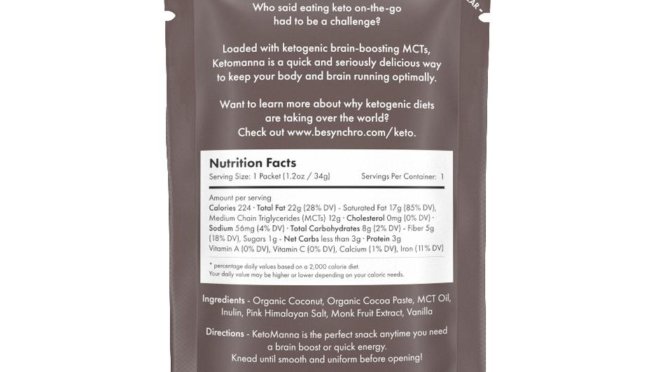 Who said eating keto on-the-go
had to be a challenge?
Loaded with ketogenic brain-boosting MCTs,
Ketomanna is a quick and seriously delicious way
to keep your body and brain running optimally.
Want to learn more about why ketogenic diets
are taking over the world?
Check out www.besynchro.com/keto.
Nutrition Facts
Serving Size: 1 Packet (1.2oz / 34g) Servings Per Container: 1
Amount per serving
Calories 224 · Total Fat 22g (28% DV) - Saturated Fat 17g (85% DV),
Medium Chain Triglycerides (MCTs) 12g · Cholesterol 0mg (0% DV) ·
Sodium 56mg (4% DV) · Total Carbohydrates 8g (2% DV) - Fiber 5g
(18% DV), Sugars 1g - Net Carbs less than 3g · Protein 3g
Vitamin A (0% DV), Vitamin C (0% DV), Calcium (1% DV), Iron (11% DV)
* percentage daily values based on a 2,000 calorie diet.
Your daily value may be higher or lower depending on your caloric needs.
Ingredients - Organic Coconut, Organic Cocoa Paste, MCT Oil,
Inulin, Pink Himalayan Salt, Monk Fruit Extract, Vanilla
Directions - KetoManna is the perfect snack anytime you need
a brain boost or quick energy.
Knead until smooth and uniform before opening!